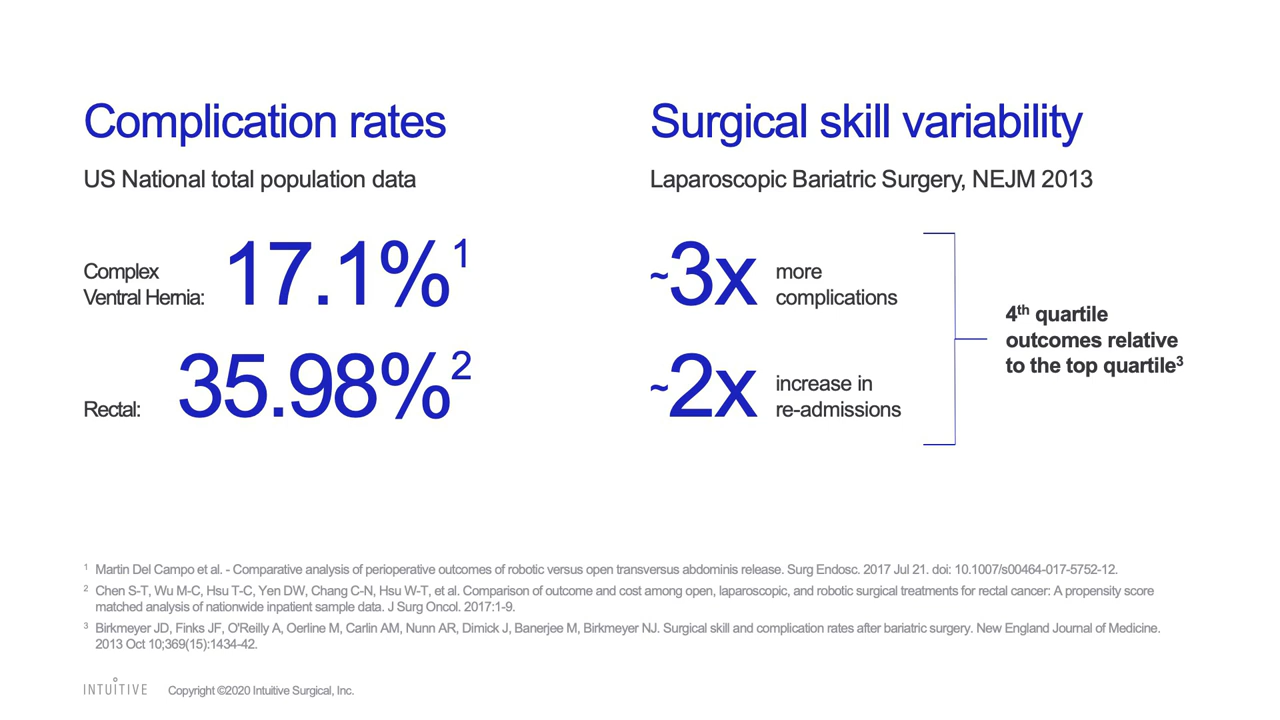 Complication rates
US National total population data
Complex
Ventral Hernia:
17.1%1
Rectal:
35.98%2
Surgical skill variability
Laparoscopic Bariatric Surgery, NEJM 2013
~3x
more
complications
~2x
increase in
re-admissions
4th quartile
outcomes relative
to the top quartile3
1 Martin Del Campo et al. - Comparative analysis of perioperative outcomes of robotic versus open transversus abdominis release. Surg Endosc. 2017 Jul 21. doi: 10.1007/s00464-017-5752-12.
2 Chen S-T, Wu M-C, Hsu T-C, Yen DW, Chang C-N, Hsu W-T, et al. Comparison of outcome and cost among open, laparoscopic, and robotic surgical treatments for rectal cancer: A propensity score
matched analysis of nationwide inpatient sample data. J Surg Oncol. 2017:1-9.
3 Birkmeyer JD, Finks JF, O'Reilly A, Oerline M, Carlin AM, Nunn AR, Dimick J, Banerjee M, Birkmeyer NJ. Surgical skill and complication rates after bariatric surgery. New England Journal of Medicine.
2013 Oct 10;369(15):1434-42.
INTUITIVE Copyright ©2020 Intuitive Surgical, Inc.